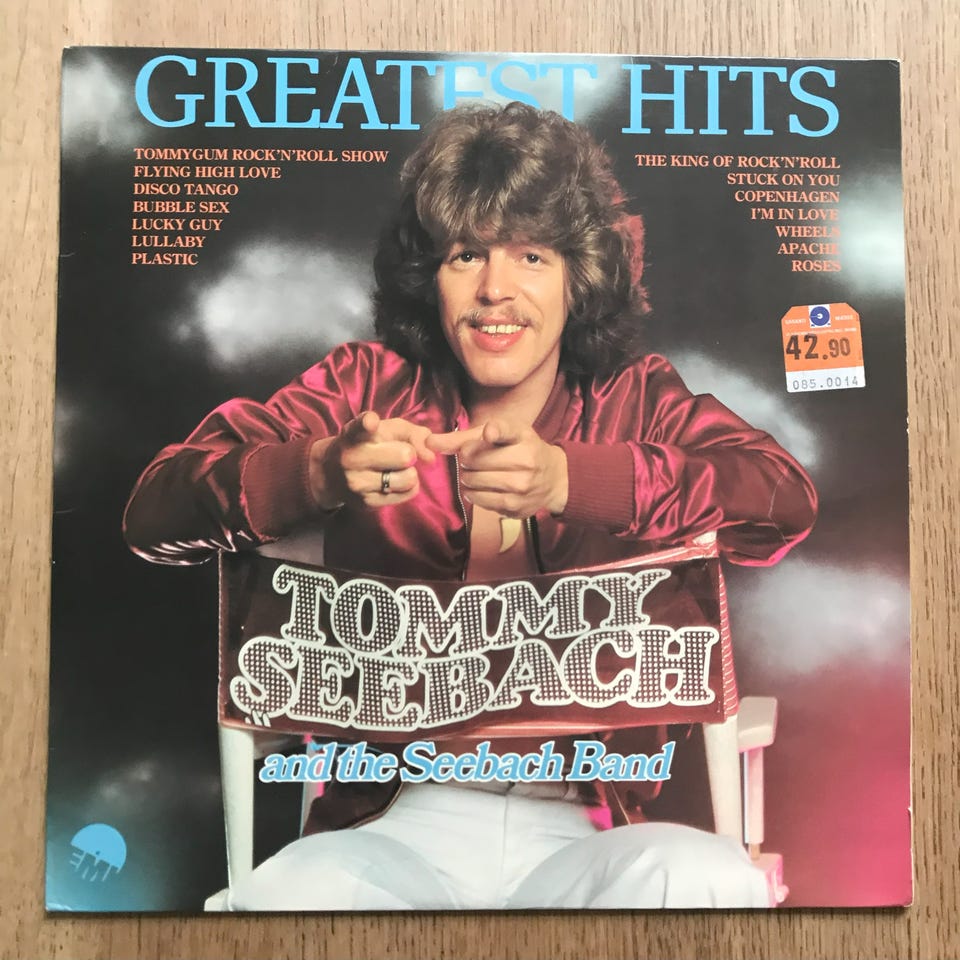 GREATEST HITS
TOMMYGUM ROCK'N'ROLL SHOW
FLYING HIGH LOVE
DISCO TANGO
BUBBLE SEX
LUCKY GUY
LULLABY
PLASTIC
THE KING OF ROCK'N'ROLL
STUCK ON YOU
COPENHAGEN
I'M IN LOVE
WHEELS
APACHE
ROSES
42.90
085.0014
TOMMY
SEEBACH
and the Seebach Band
EMI